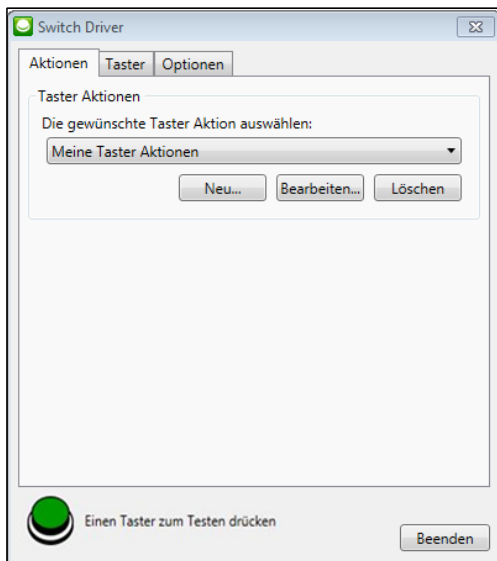 Switch Driver
Aktionen Taster Optionen
Taster Aktionen
Die gewünschte Taster Aktion auswählen:
Meine Taster Aktionen
Neu... Bearbeiten... Löschen
Einen Taster zum Testen drücken
Beenden